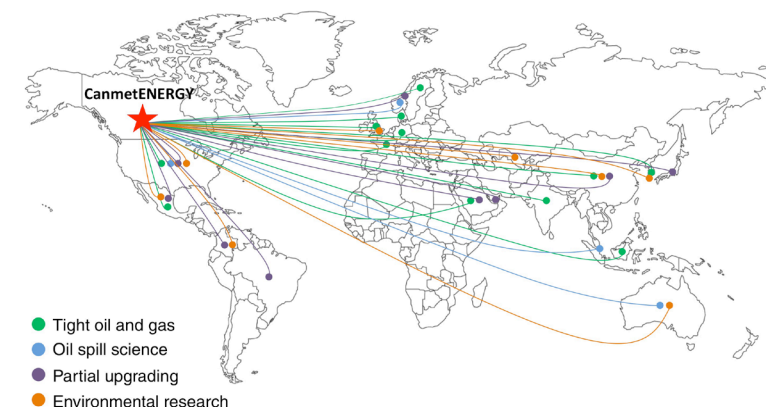 CanmetENERGY
Tight oil and gas
Oil spill science
Partial upgrading
Environmental research